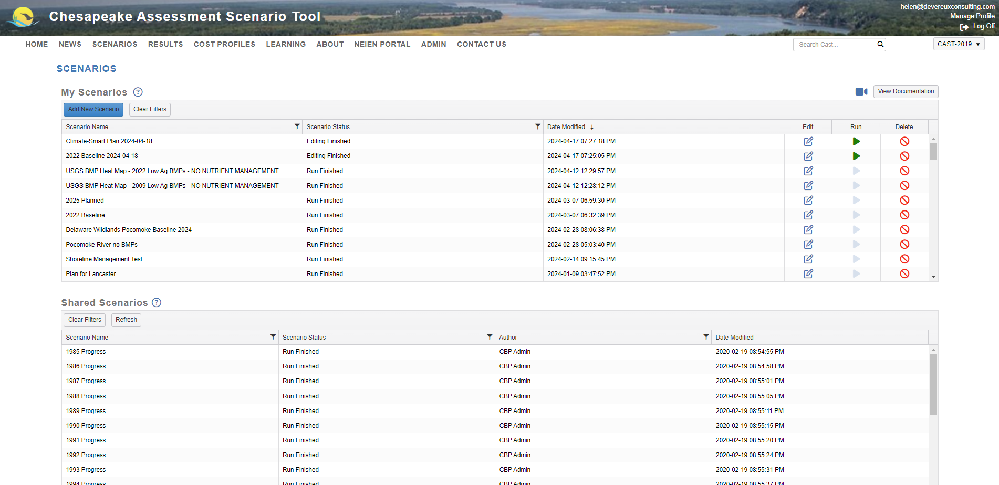 helen@devereuxconsulting.com
Chesapeake Assessment Scenario Tool
Manage Profile
Log Off
HOME NEWS SCENARIOS RESULTS COST PROFILES LEARNING ABOUT NEIEN PORTAL ADMIN CONTACT US Search Cast... CAST-2019
SCENARIOS
My Scenarios ? View Documentation
Add New Scenario Clear Filters
Scenario Name Scenario Status Date Modified ↓ Edit Run Delete
Climate-Smart Plan 2024-04-18 Editing Finished 2024-04-17 07:27:18 PM
2022 Baseline 2024-04-18 Editing Finished 2024-04-17 07:25:05 PM
USGS BMP Heat Map - 2022 Low Ag BMPs - NO NUTRIENT MANAGEMENT Run Finished 2024-04-12 12:29:57 PM
USGS BMP Heat Map - 2009 Low Ag BMPs - NO NUTRIENT MANAGEMENT Run Finished 2024-04-12 12:28:12 PM
2025 Planned Run Finished 2024-03-07 06:59:30 PM
2022 Baseline Run Finished 2024-03-07 06:32:39 PM
Delaware Wildlands Pocomoke Baseline 2024 Run Finished 2024-02-28 08:06:38 PM
Pocomoke River no BMPs Run Finished 2024-02-28 05:03:40 PM
Shoreline Management Test Run Finished 2024-02-14 09:15:45 PM
Plan for Lancaster Run Finished 2024-01-09 03:47:52 PM
Shared Scenarios ?
Clear Filters Refresh
Scenario Name Scenario Status Author Date Modified
1985 Progress Run Finished CBP Admin 2020-02-19 08:54:55 PM
1986 Progress Run Finished CBP Admin 2020-02-19 08:54:58 PM
1987 Progress Run Finished CBP Admin 2020-02-19 08:55:01 PM
1988 Progress Run Finished CBP Admin 2020-02-19 08:55:05 PM
1989 Progress Run Finished CBP Admin 2020-02-19 08:55:11 PM
1990 Progress Run Finished CBP Admin 2020-02-19 08:55:15 PM
1991 Progress Run Finished CBP Admin 2020-02-19 08:55:20 PM
1992 Progress Run Finished CBP Admin 2020-02-19 08:55:24 PM
1993 Progress Run Finished CBP Admin 2020-02-19 08:55:31 PM
1994 Progress Run Finished CBP Admin 2020-02-19 08:55:37 PM